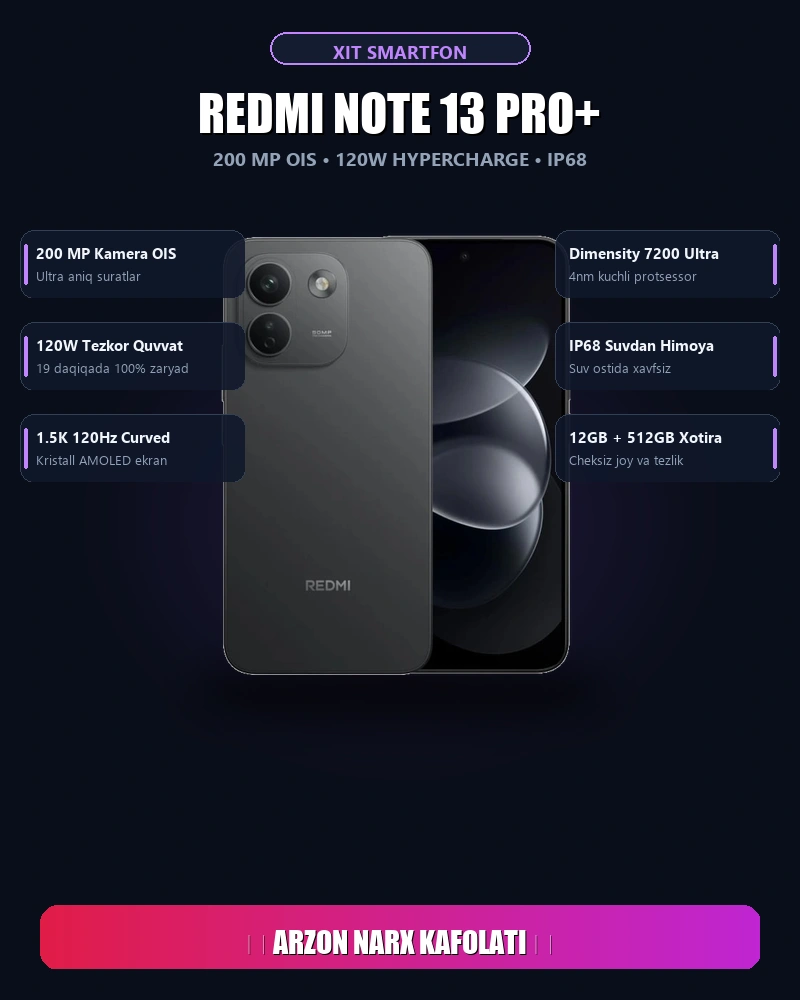 XIT SMARTFON
REDMI NOTE 13 PRO+
200 MP OIS • 120W HYPERCHARGE • IP68
200 MP Kamera OIS
Ultra aniq suratlar
120W Tezkor Quvvat
19 daqiqada 100% zaryad
1.5K 120Hz Curved
Kristall AMOLED ekran
Dimensity 7200 Ultra
4nm kuchli protsessor
IP68 Suvdan Himoya
Suv ostida xavfsiz
12GB + 512GB Xotira
Cheksiz joy va tezlik
50MP
REDMI
ARZON NARX KAFOLATI